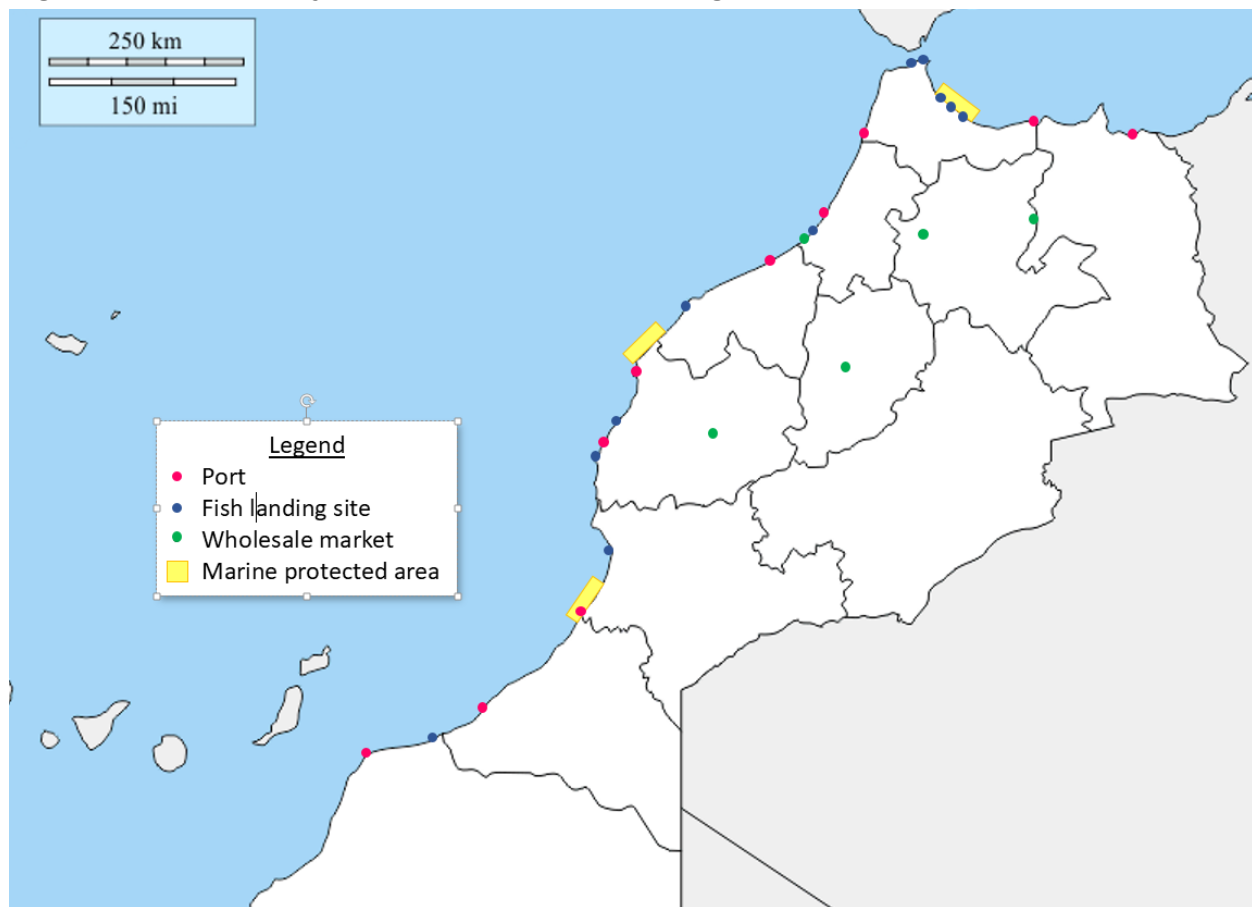 250 km
150 mi
Legend
Port
Fish landing site
Wholesale market
Marine protected area